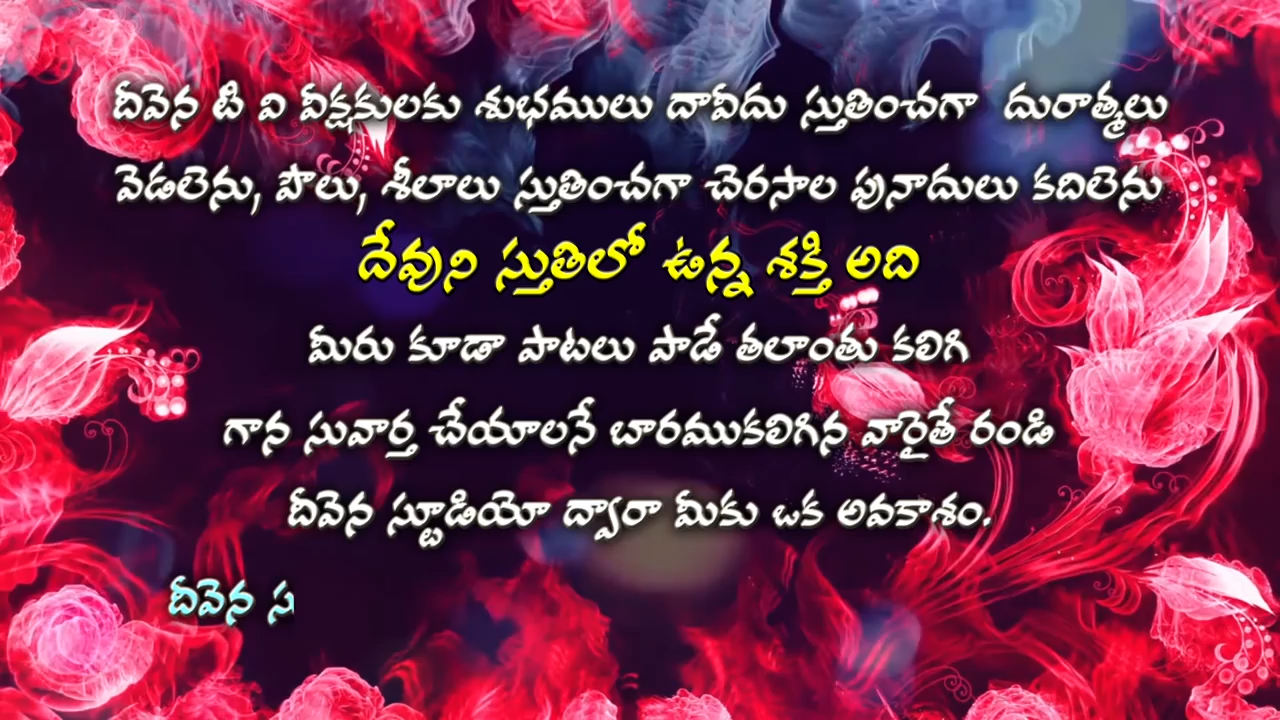 దీవెన టి వి వీక్షకులకు శుభములు దావీదు స్తుతించగా దురాత్మలు
వెడలెను, పౌలు, శీలాలు స్తుతించగా చెరసాల పునాదులు కదిలెను
దేవుని స్తుతిలో ఉన్న శక్తి అది
మీరు కూడా పాటలు పాడే తలాంతు కలిగి
గాన సువార్త చేయాలనే బారముకలిగిన వారైతే రండి
దీవెన స్టూడియో ద్వారా మీకు ఒక అవకాశం.
దీవెన